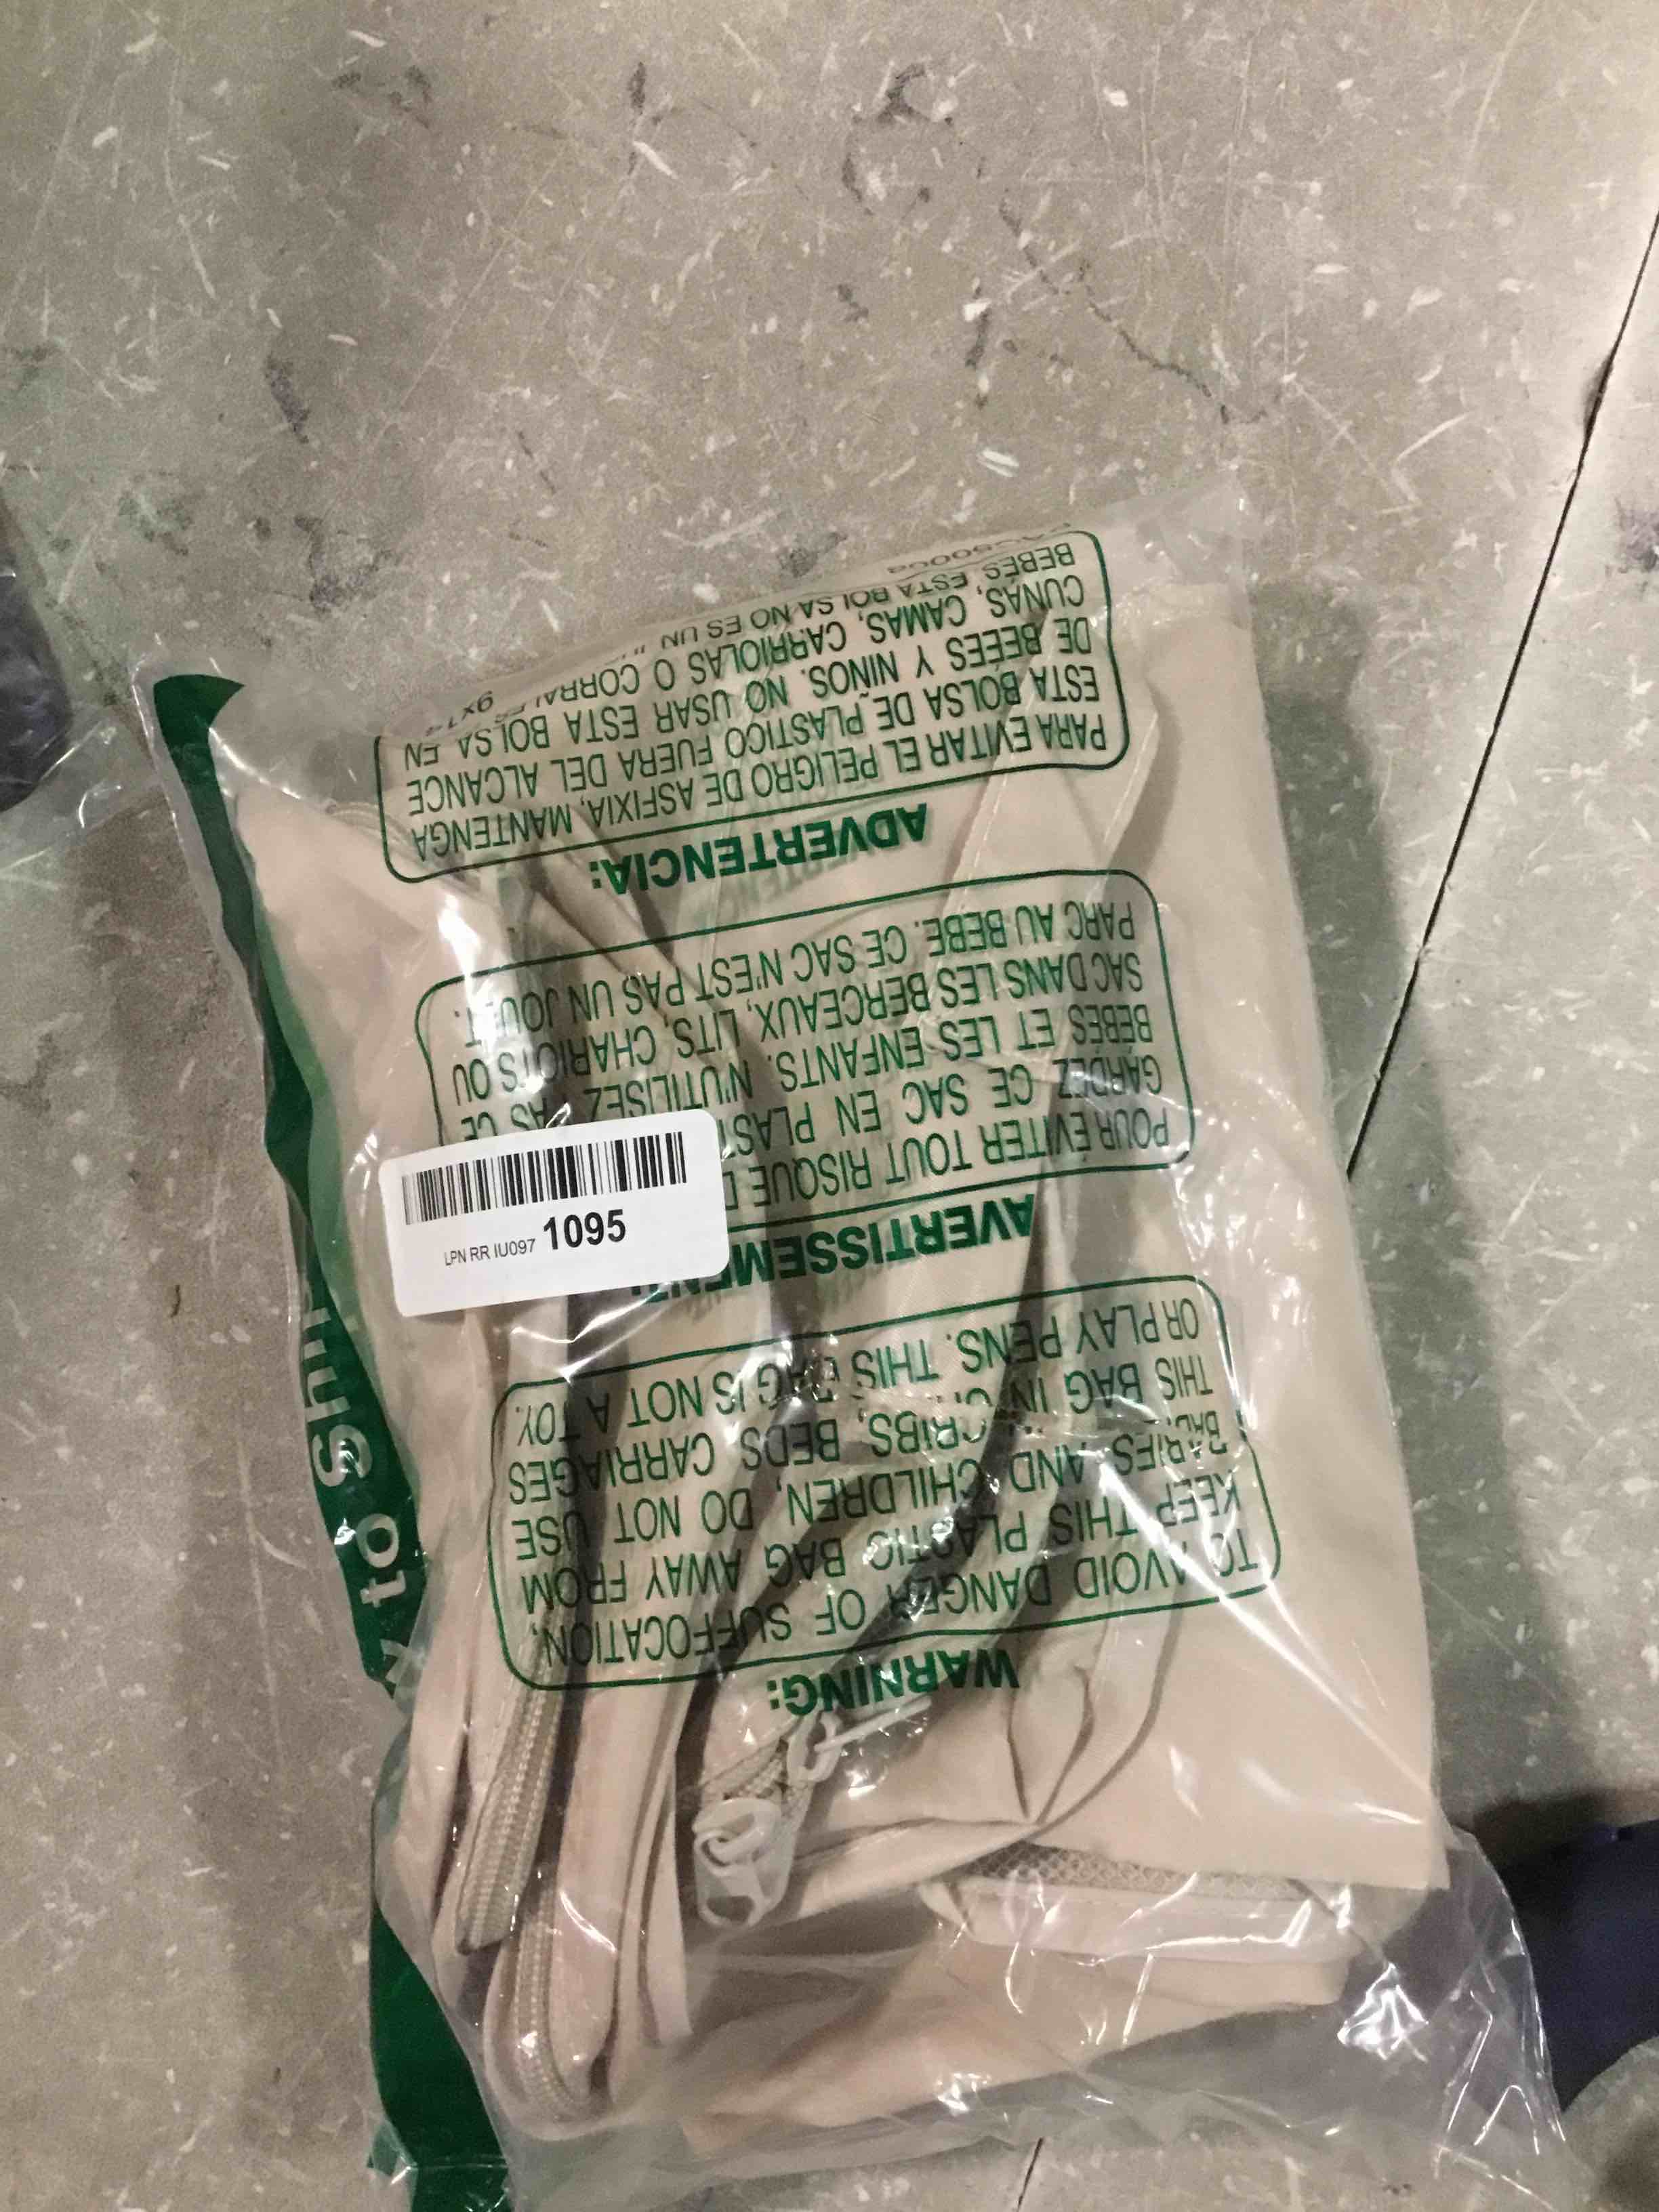 WARNING:
TO AVOID DANGER OF SUFFOCATION,
KEEP THIS PLASTIC BAG AWAY FROM
BABIES AND CHILDREN, DO NOT USE
THIS BAG IN CRIBS, BEDS CARRIAGES
OR PLAY PENS. THIS BAG IS NOT A TOY.
AVERTISSEMENT:
POUR ÉVITER TOUT RISQUE
GARDEZ CE SAC EN PLAST
BÉBÉS ET LES ENFANTS. N'UTILISEZ PAS CE
SAC DANS LES BERCEAUX, LITS, CHARIOTS OU
PARC AU BEBE. CE SAC N'EST PAS UN JOUET.
ADVERTENCIA:
PARA EVITAR EL PELIGRO DE ASFIXIA, MANTENGA
ESTA BOLSA DE PLASTICO FUERA DEL ALCANCE
DE BEEES Y NIÑOS. NO USAR ESTA BOLSA EN
CUNAS, CAMAS, CARRIOLAS O CORRALES
BEBES, ESTA BOLSA NO ES UN
9x14
LPN RR IU097 1095
to Ship